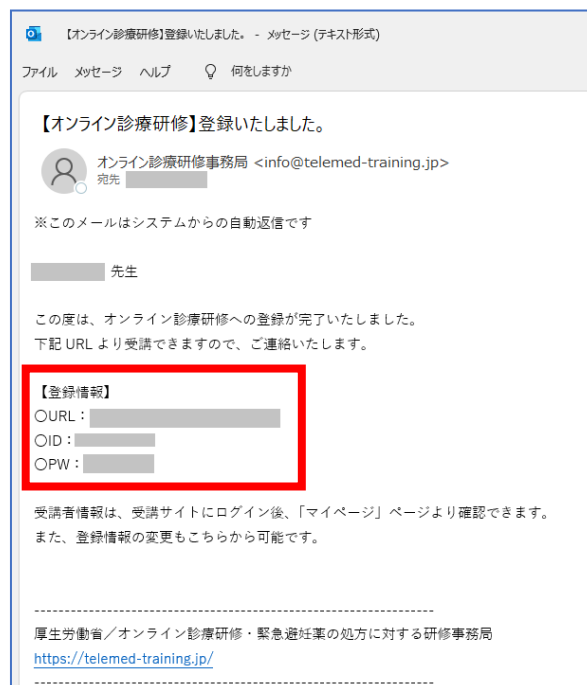 【オンライン診療研修】登録いたしました。 - メッセージ (テキスト形式)
ファイル メッセージ ヘルプ 何をしますか
【オンライン診療研修】登録いたしました。
オンライン診療研修事務局 <info@telemed-training.jp>
宛先
※このメールはシステムからの自動返信です
先生
この度は、オンライン診療研修への登録が完了いたしました。
下記 URL より受講できますので、ご連絡いたします。
【登録情報】
〇URL：
〇ID：
〇PW：
受講者情報は、受講サイトにログイン後、「マイページ」ページより確認できます。
また、登録情報の変更もこちらから可能です。
-------------------------------------------------------------------
厚生労働省／オンライン診療研修・緊急避妊薬の処方に対する研修事務局
https://telemed-training.jp/
-------------------------------------------------------------------